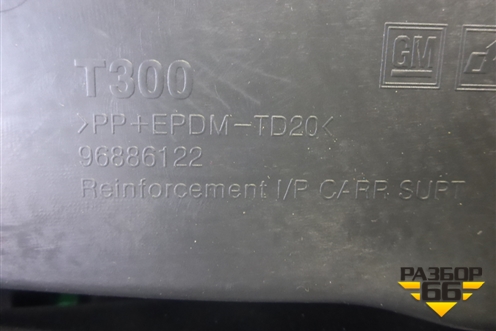 T300
GM
>PP+EPDM-TD20<
96886122
Reinforcement I/P CARR SUPT
РАЗБОР
66